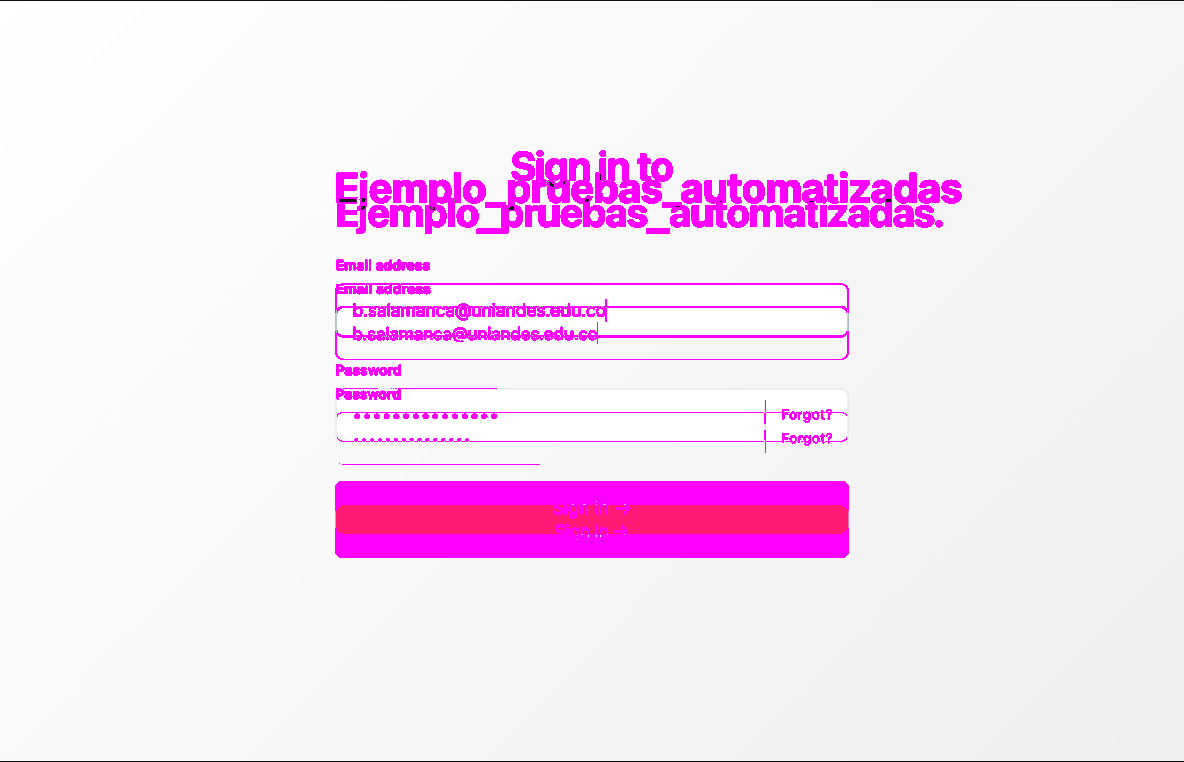 Sign in to
Ejemplo_pruebas_automatizadas
Ejemplo_pruebas_automatizadas.
Email address
Email address
b.salamanca@uniandes.edu.co
b.salamanca@uniandes.edu.co
Password
Password
Forgot?
Forgot?
Sign in →
Sign in →